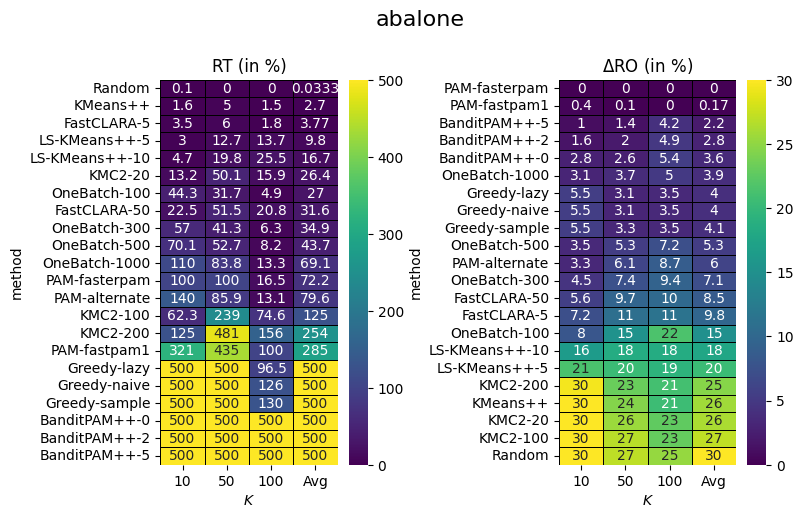 abalone
RT (in %)
Random 0.1 0 0 0.0333
KMeans++ 1.6 5 1.5 2.7
FastCLARA-5 3.5 6 1.8 3.77
LS-KMeans++-5 3 12.7 13.7 9.8
LS-KMeans++-10 4.7 19.8 25.5 16.7
KMC2-20 13.2 50.1 15.9 26.4
OneBatch-100 44.3 31.7 4.9 27
FastCLARA-50 22.5 51.5 20.8 31.6
OneBatch-300 57 41.3 6.3 34.9
OneBatch-500 70.1 52.7 8.2 43.7
OneBatch-1000 110 83.8 13.3 69.1
PAM-fasterpam 100 100 16.5 72.2
PAM-alternate 140 85.9 13.1 79.6
KMC2-100 62.3 239 74.6 125
KMC2-200 125 481 156 254
PAM-fastpam1 321 435 100 285
Greedy-lazy 500 500 96.5 500
Greedy-naive 500 500 126 500
Greedy-sample 500 500 130 500
BanditPAM++-0 500 500 500 500
BanditPAM++-2 500 500 500 500
BanditPAM++-5 500 500 500 500
10 50 100 Avg
K
method
500
400
300
200
100
0
ΔRO (in %)
PAM-fasterpam 0 0 0 0
PAM-fastpam1 0.4 0.1 0 0.17
BanditPAM++-5 1 1.4 4.2 2.2
BanditPAM++-2 1.6 2 4.9 2.8
BanditPAM++-0 2.8 2.6 5.4 3.6
OneBatch-1000 3.1 3.7 5 3.9
Greedy-lazy 5.5 3.1 3.5 4
Greedy-naive 5.5 3.1 3.5 4
Greedy-sample 5.5 3.3 3.5 4.1
OneBatch-500 3.5 5.3 7.2 5.3
PAM-alternate 3.3 6.1 8.7 6
OneBatch-300 4.5 7.4 9.4 7.1
FastCLARA-50 5.6 9.7 10 8.5
FastCLARA-5 7.2 11 11 9.8
OneBatch-100 8 15 22 15
LS-KMeans++-10 16 18 18 18
LS-KMeans++-5 21 20 19 20
KMC2-200 30 23 21 25
KMeans++ 30 24 21 26
KMC2-20 30 26 23 26
KMC2-100 30 27 23 27
Random 30 27 25 30
10 50 100 Avg
K
method
30
25
20
15
10
5
0